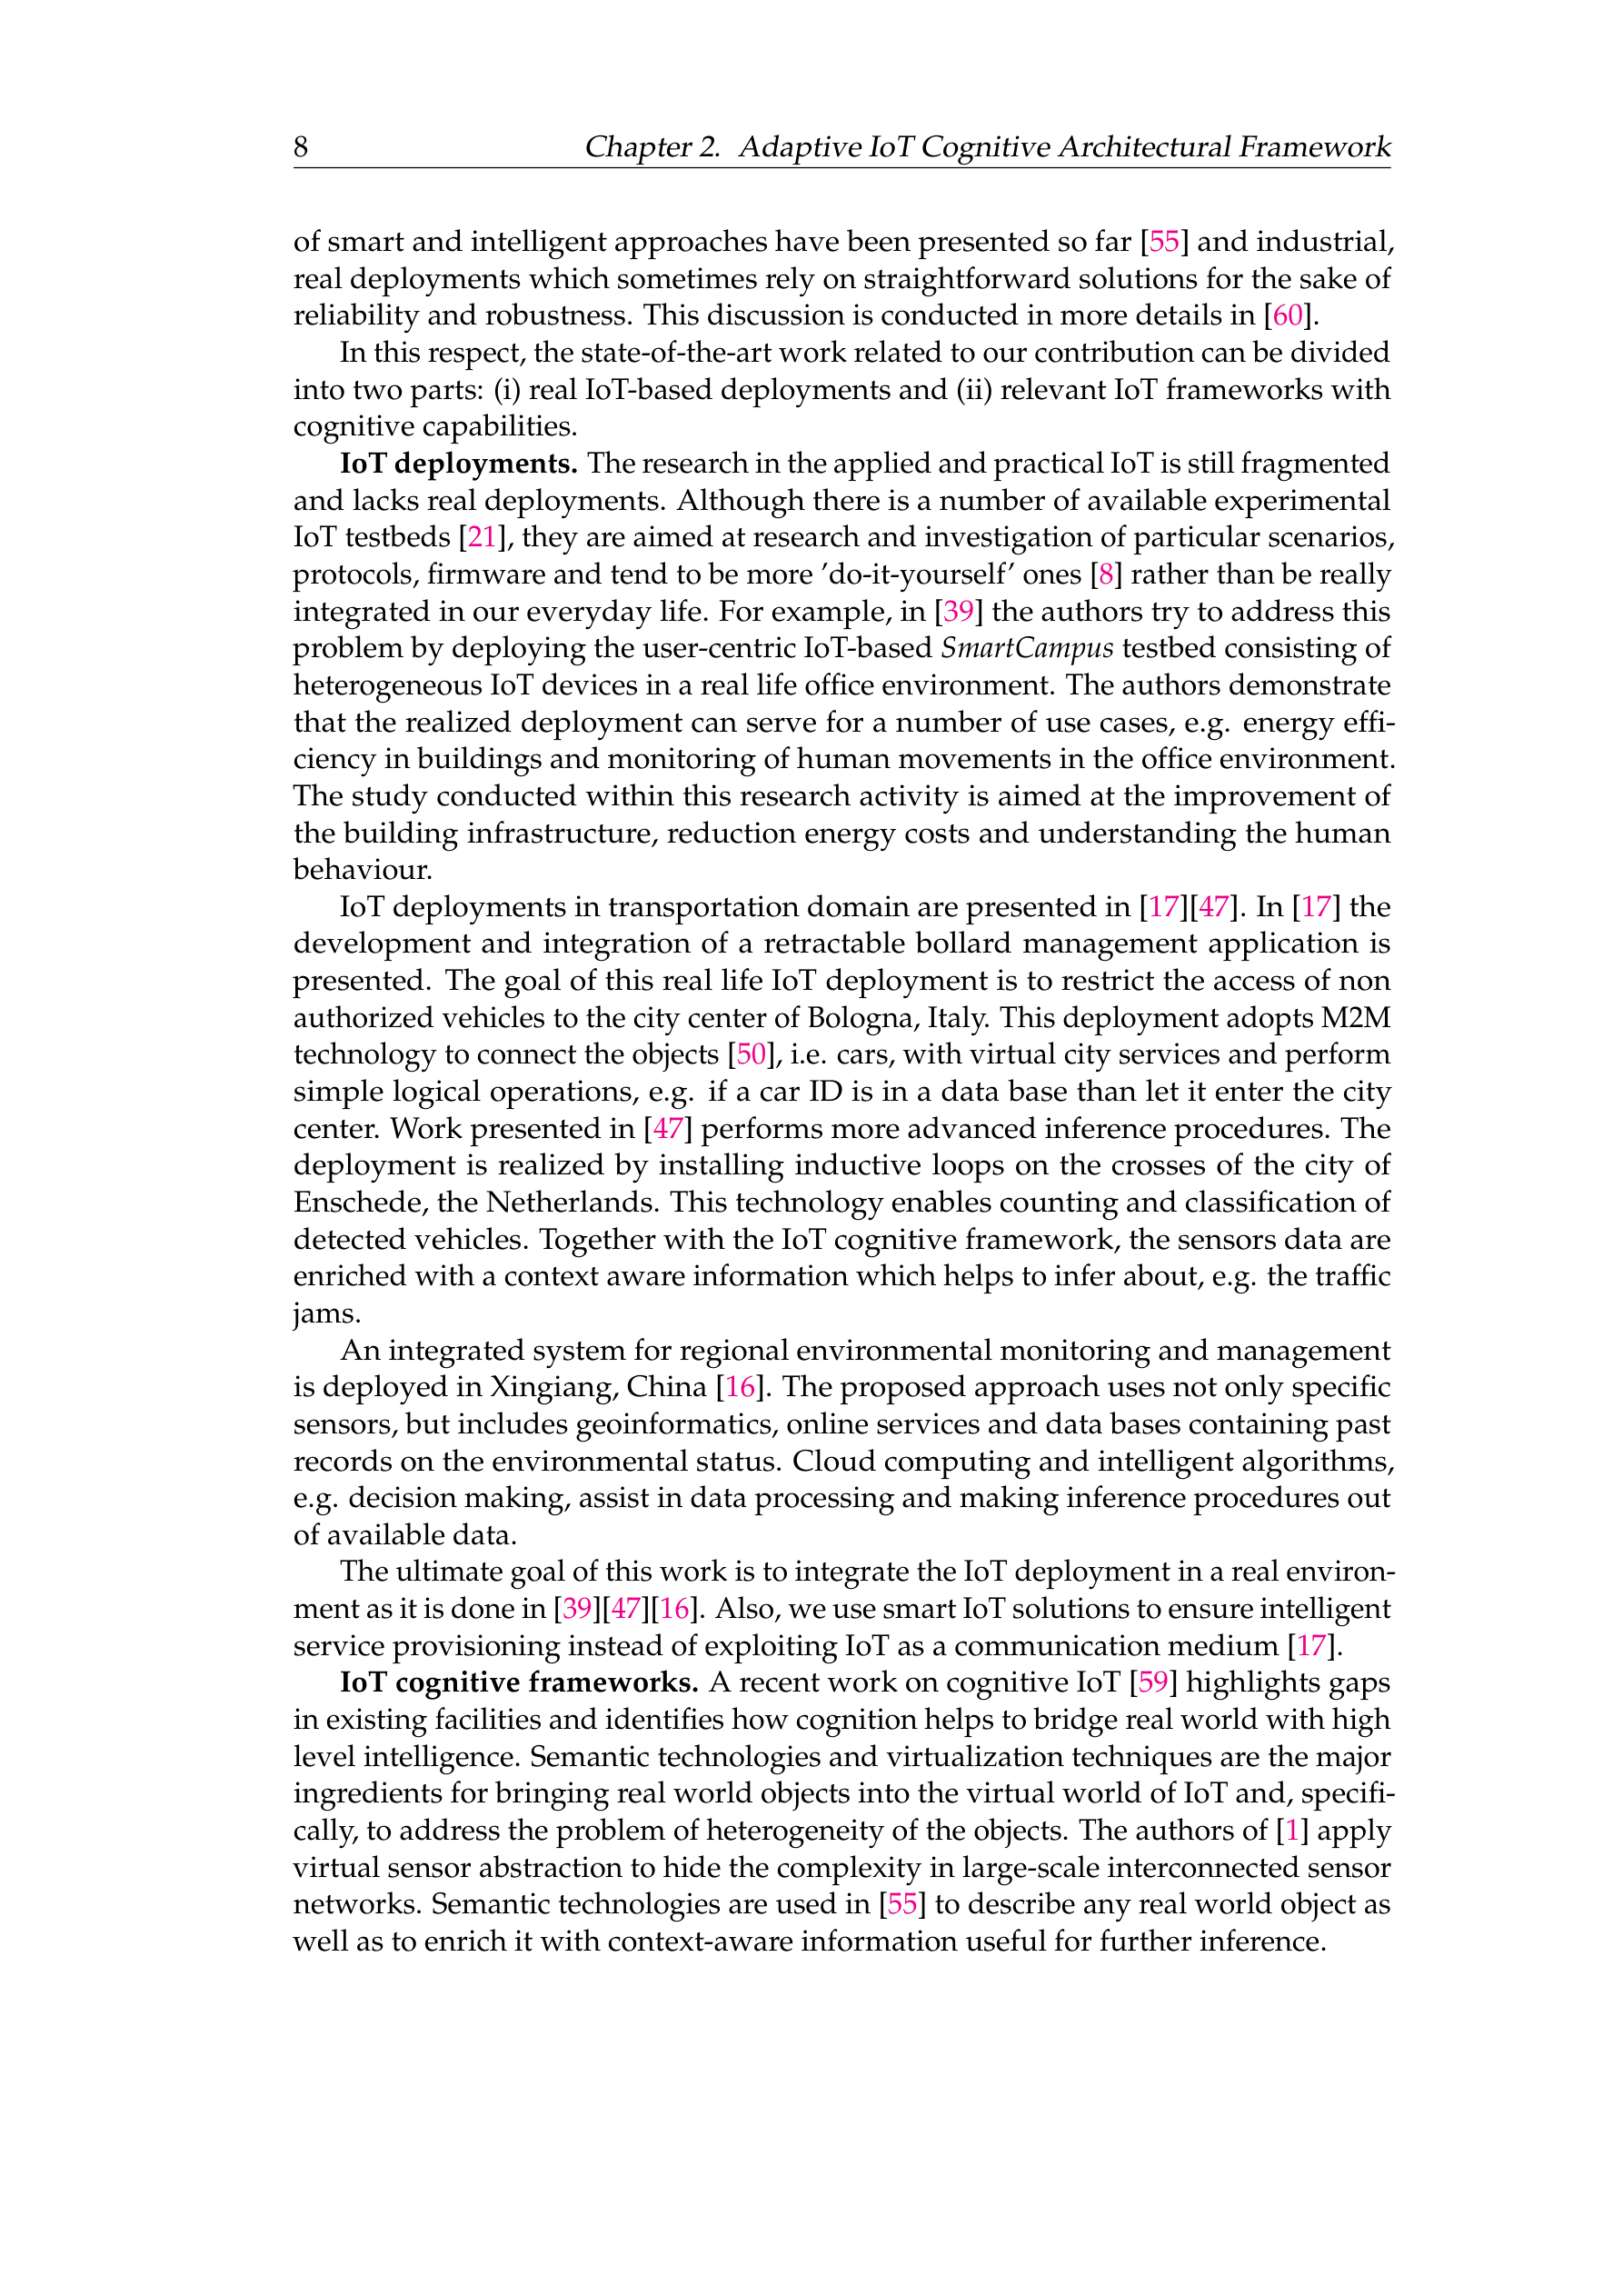 8 Chapter 2. Adaptive IoT Cognitive Architectural Framework
of smart and intelligent approaches have been presented so far [55] and industrial,
real deployments which sometimes rely on straightforward solutions for the sake of
reliability and robustness. This discussion is conducted in more details in [60].
In this respect, the state-of-the-art work related to our contribution can be divided
into two parts: (i) real IoT-based deployments and (ii) relevant IoT frameworks with
cognitive capabilities.
IoT deployments. The research in the applied and practical IoT is still fragmented
and lacks real deployments. Although there is a number of available experimental
IoT testbeds [21], they are aimed at research and investigation of particular scenarios,
protocols, firmware and tend to be more ’do-it-yourself’ ones [8] rather than be really
integrated in our everyday life. For example, in [39] the authors try to address this
problem by deploying the user-centric IoT-based SmartCampus testbed consisting of
heterogeneous IoT devices in a real life office environment. The authors demonstrate
that the realized deployment can serve for a number of use cases, e.g. energy effi-
ciency in buildings and monitoring of human movements in the office environment.
The study conducted within this research activity is aimed at the improvement of
the building infrastructure, reduction energy costs and understanding the human
behaviour.
IoT deployments in transportation domain are presented in [17][47]. In [17] the
development and integration of a retractable bollard management application is
presented. The goal of this real life IoT deployment is to restrict the access of non
authorized vehicles to the city center of Bologna, Italy. This deployment adopts M2M
technology to connect the objects [50], i.e. cars, with virtual city services and perform
simple logical operations, e.g. if a car ID is in a data base than let it enter the city
center. Work presented in [47] performs more advanced inference procedures. The
deployment is realized by installing inductive loops on the crosses of the city of
Enschede, the Netherlands. This technology enables counting and classification of
detected vehicles. Together with the IoT cognitive framework, the sensors data are
enriched with a context aware information which helps to infer about, e.g. the traffic
jams.
An integrated system for regional environmental monitoring and management
is deployed in Xingiang, China [16]. The proposed approach uses not only specific
sensors, but includes geoinformatics, online services and data bases containing past
records on the environmental status. Cloud computing and intelligent algorithms,
e.g. decision making, assist in data processing and making inference procedures out
of available data.
The ultimate goal of this work is to integrate the IoT deployment in a real environ-
ment as it is done in [39][47][16]. Also, we use smart IoT solutions to ensure intelligent
service provisioning instead of exploiting IoT as a communication medium [17].
IoT cognitive frameworks. A recent work on cognitive IoT [59] highlights gaps
in existing facilities and identifies how cognition helps to bridge real world with high
level intelligence. Semantic technologies and virtualization techniques are the major
ingredients for bringing real world objects into the virtual world of IoT and, specifi-
cally, to address the problem of heterogeneity of the objects. The authors of [1] apply
virtual sensor abstraction to hide the complexity in large-scale interconnected sensor
networks. Semantic technologies are used in [55] to describe any real world object as
well as to enrich it with context-aware information useful for further inference.